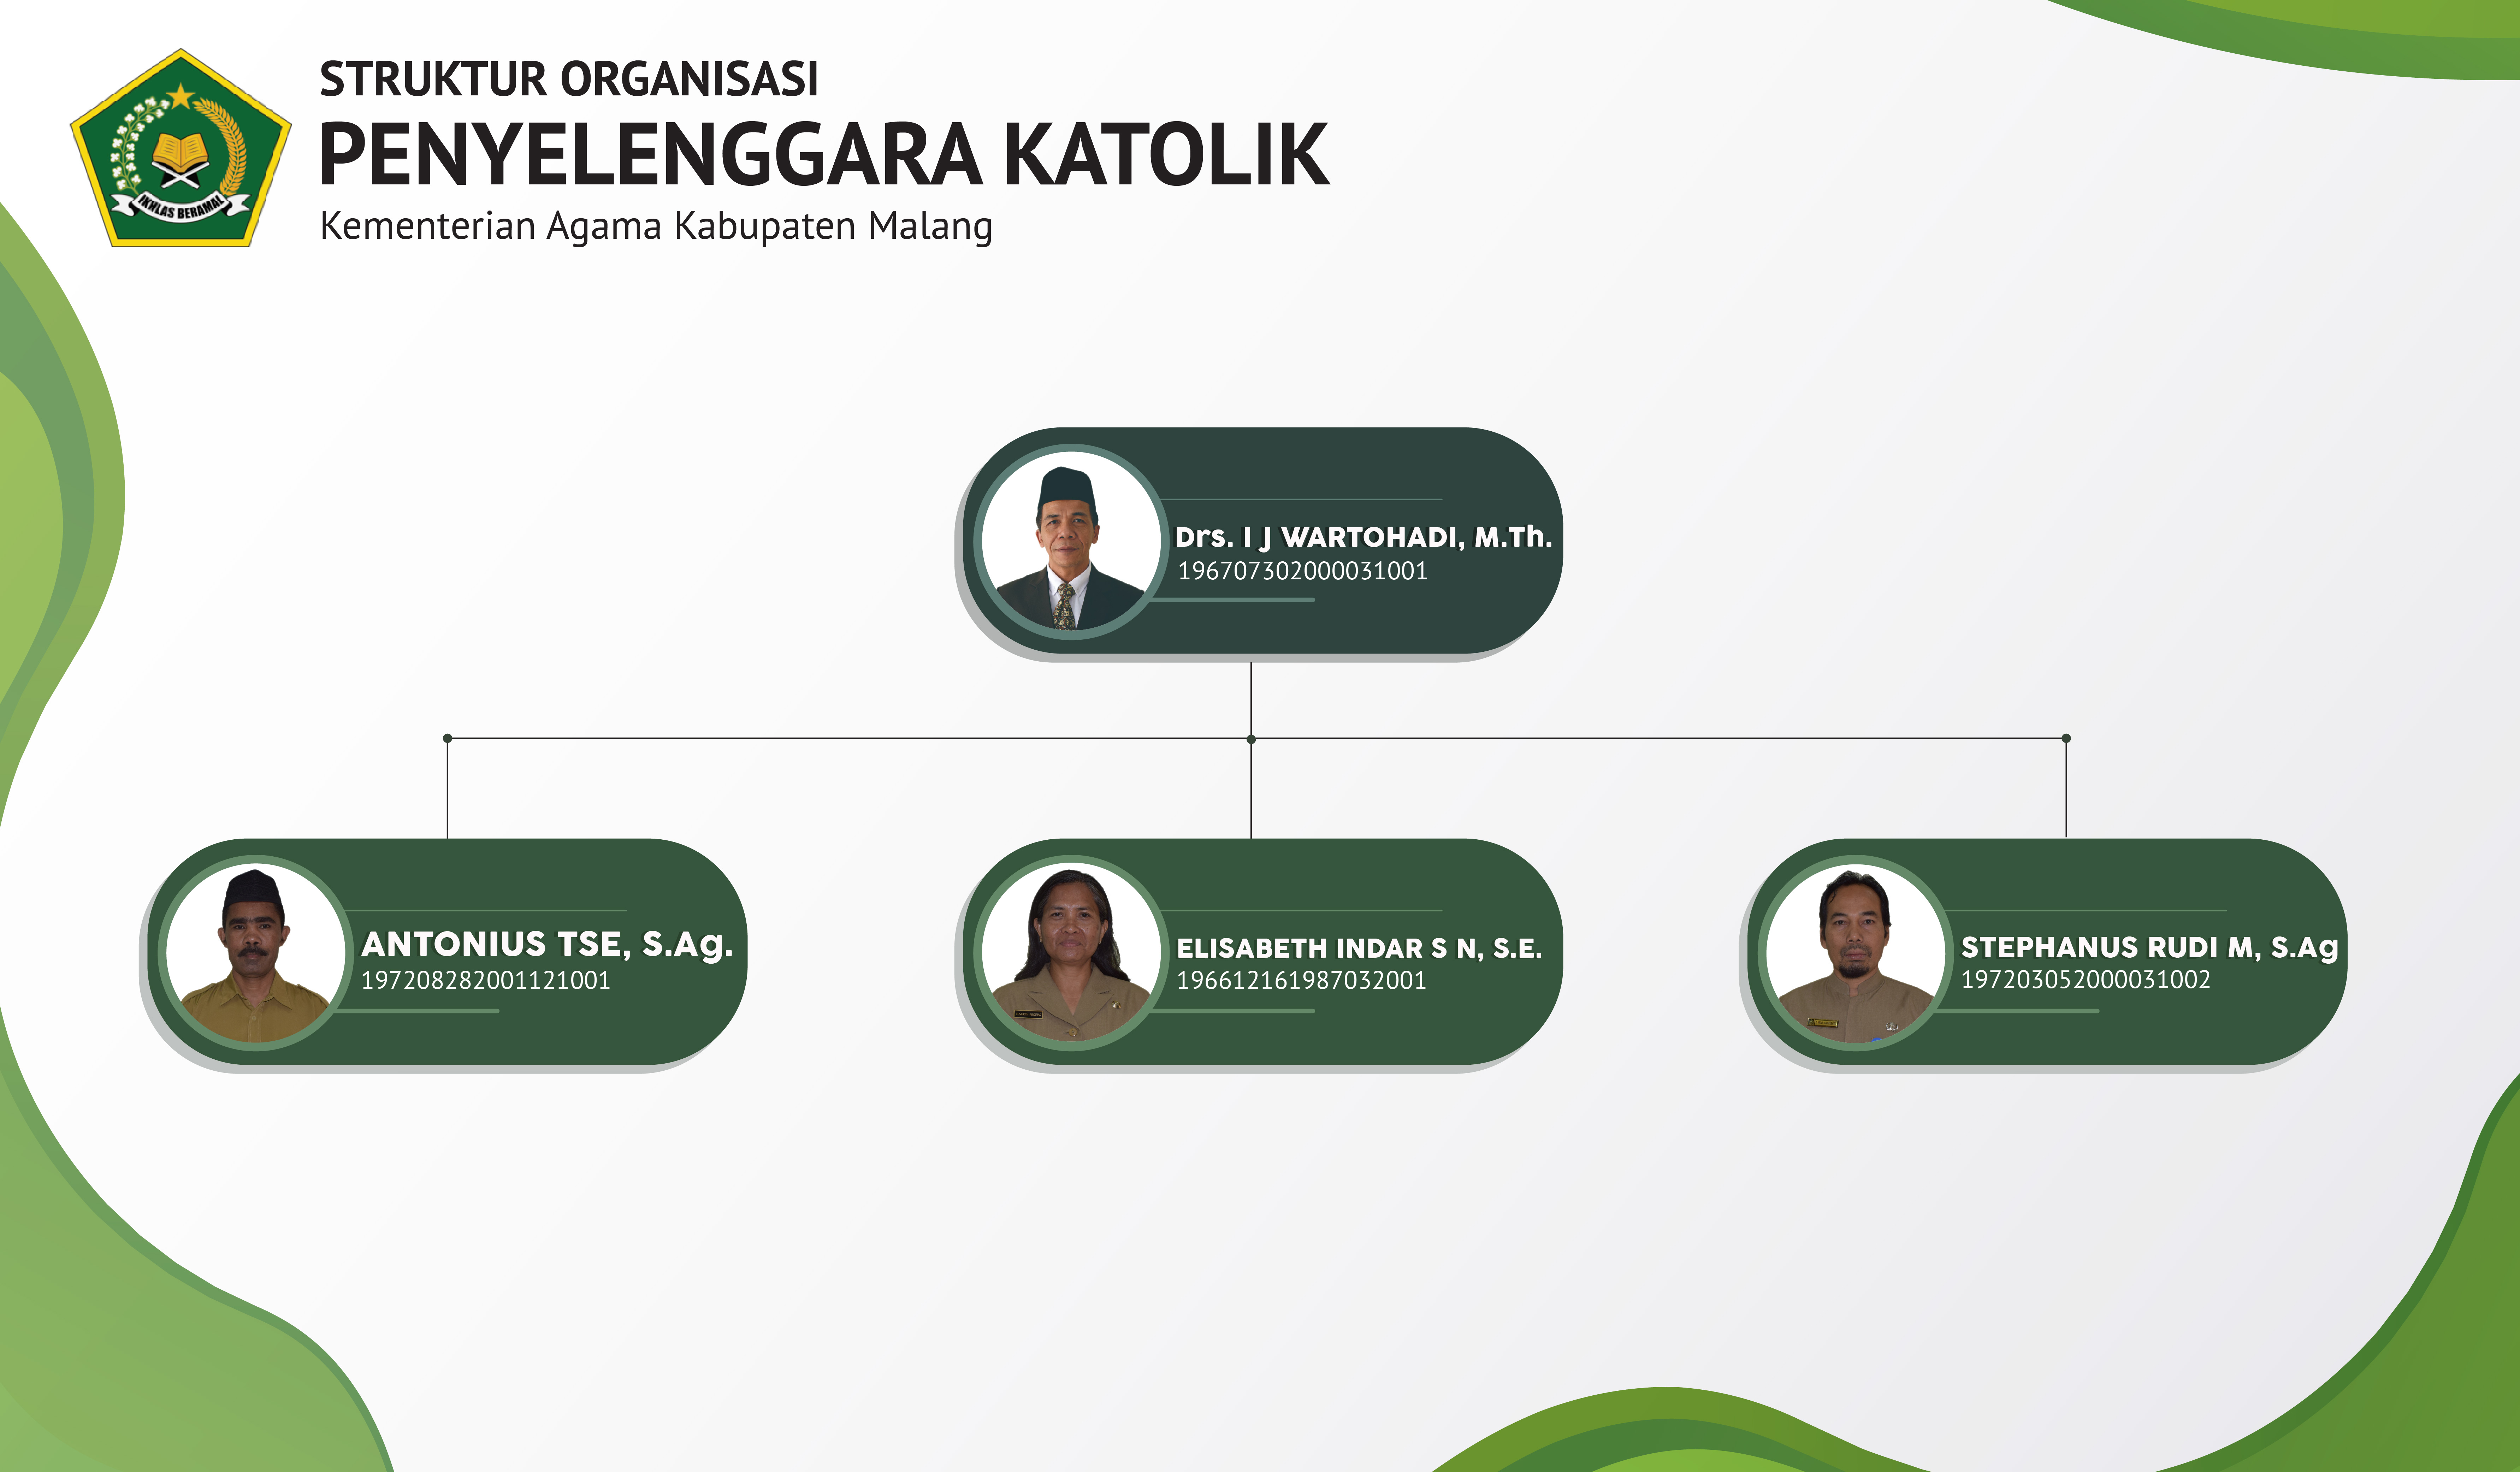 STRUKTUR ORGANISASI
PENYELENGGARA KATOLIK
Kementerian Agama Kabupaten Malang
IKHLAS BERAMAL
Drs. I J WARTOHADI, M.Th.
196707302000031001
ANTONIUS TSE, S.Ag.
197208282001121001
ELISABETH INDAR S N, S.E.
196612161987032001
STEPHANUS RUDI M, S.Ag
197203052000031002